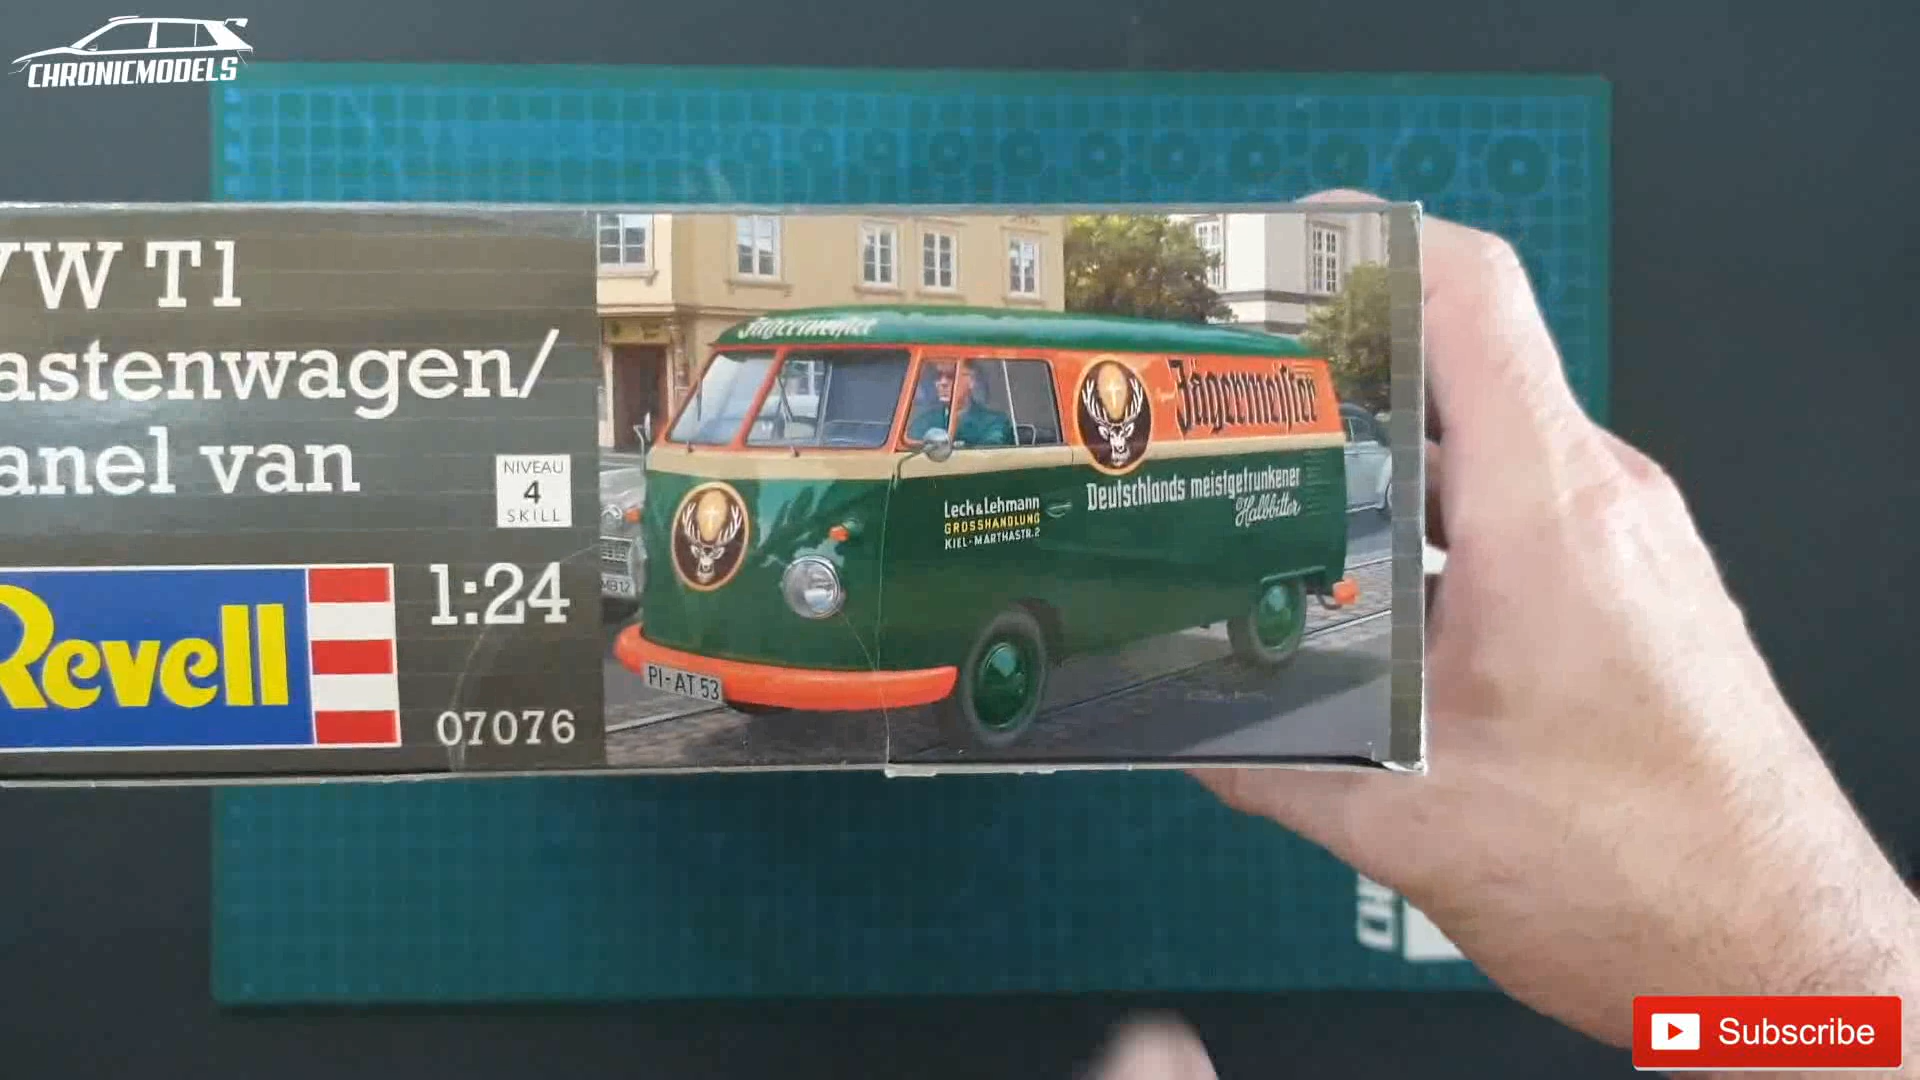 CHRONICMODELS
VW T1
astenwagen/
anel van
NIVEAU
4
SKILL
Revell
1:24
07076
Jägermeiſter
Jägermeiſter
Deutschlands meistgetrunkener
Halbbitter
Leck & Lehmann
GROSSHANDLUNG
KIEL-MARTHASTR.2
PI-AT 53
Subscribe